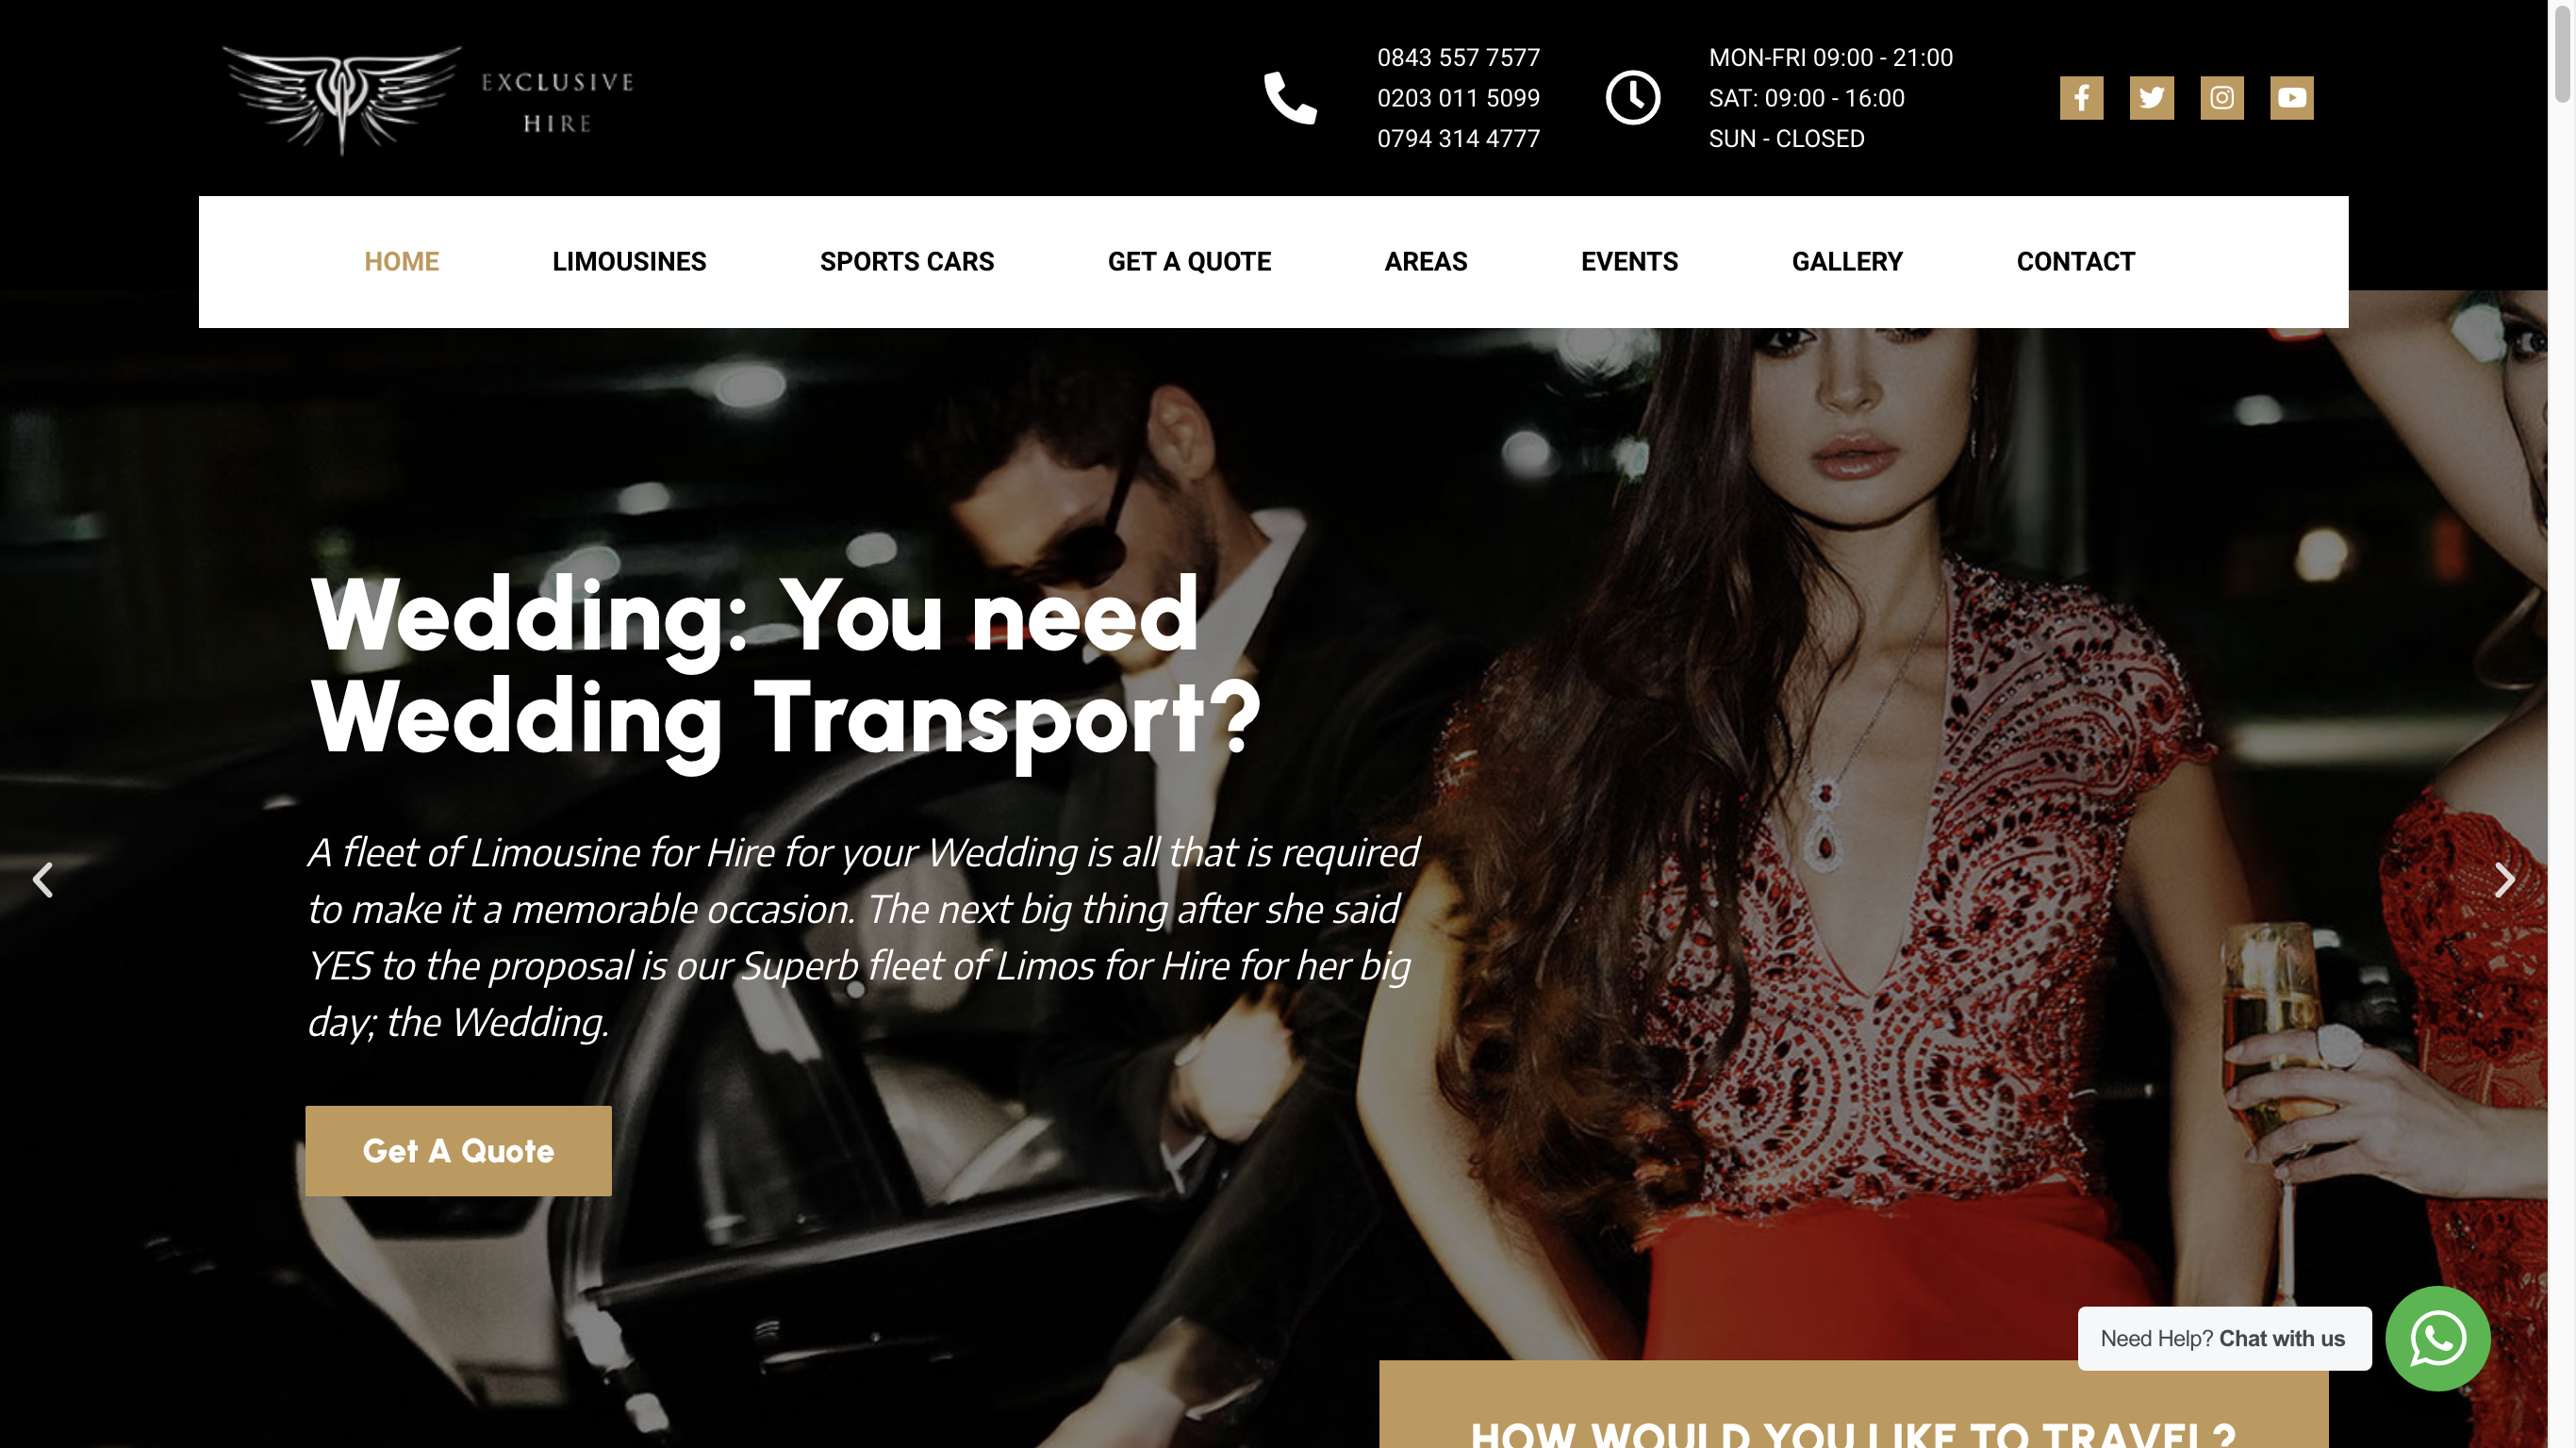 EXCLUSIVE
HIRE
0843 557 7577
0203 011 5099
0794 314 4777
MON-FRI 09:00 - 21:00
SAT: 09:00 - 16:00
SUN - CLOSED
HOME LIMOUSINES SPORTS CARS GET A QUOTE AREAS EVENTS GALLERY CONTACT
Wedding: You need
Wedding Transport?
A fleet of Limousine for Hire for your Wedding is all that is required
to make it a memorable occasion. The next big thing after she said
YES to the proposal is our Superb fleet of Limos for Hire for her big
day; the Wedding.
Get A Quote
Need Help? Chat with us
HOW WOULD YOU LIKE TO TRAVEL?